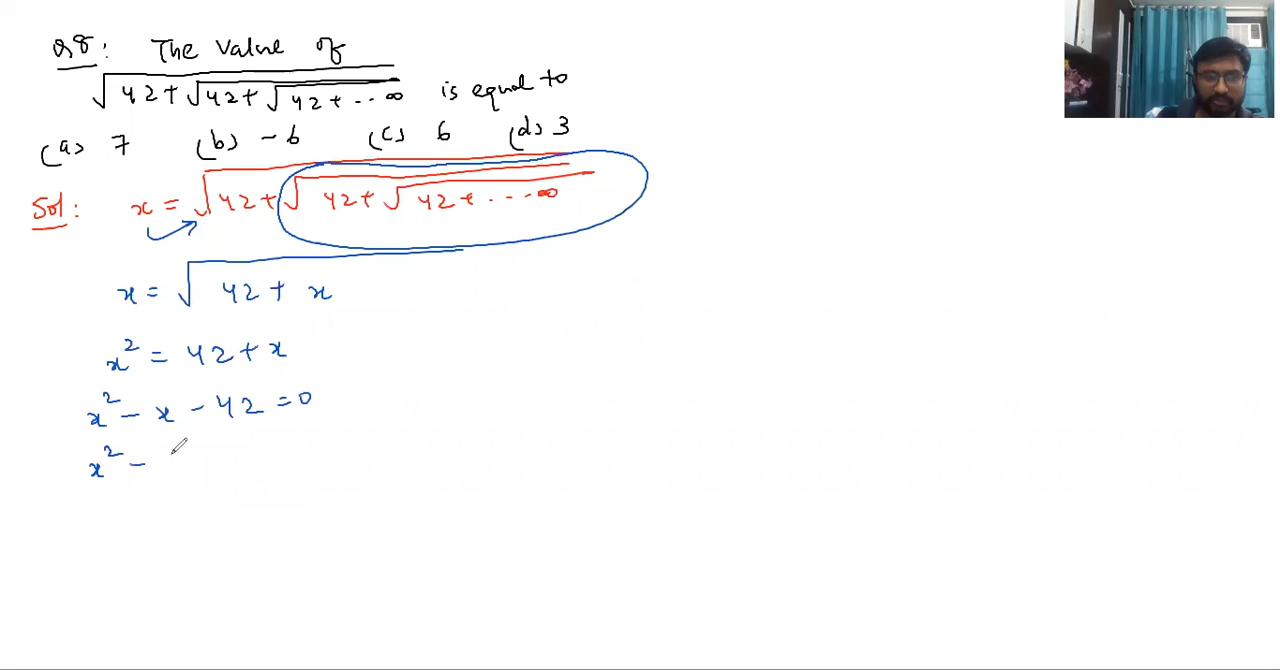 Q8: The Value of
√42+√42+√42+...∞ is equal to
(a) 7 (b) -6 (c) 6 (d) 3
Sol: x = √42+√42+√42+....∞
x = √42+x
x² = 42+x
x² - x - 42 = 0
x² -